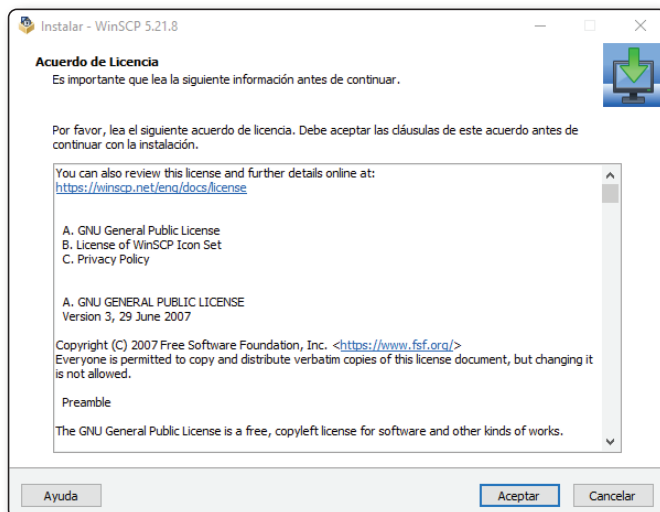 Instalar - WinSCP 5.21.8
Acuerdo de Licencia
Es importante que lea la siguiente información antes de continuar.
Por favor, lea el siguiente acuerdo de licencia. Debe aceptar las cláusulas de este acuerdo antes de
continuar con la instalación.
You can also review this license and further details online at:
https://winscp.net/eng/docs/license
A. GNU General Public License
B. License of WinSCP Icon Set
C. Privacy Policy
A. GNU GENERAL PUBLIC LICENSE
Version 3, 29 June 2007
Copyright (C) 2007 Free Software Foundation, Inc. <https://www.fsf.org/>
Everyone is permitted to copy and distribute verbatim copies of this license document, but changing it
is not allowed.
Preamble
The GNU General Public License is a free, copyleft license for software and other kinds of works.
Ayuda
Aceptar
Cancelar